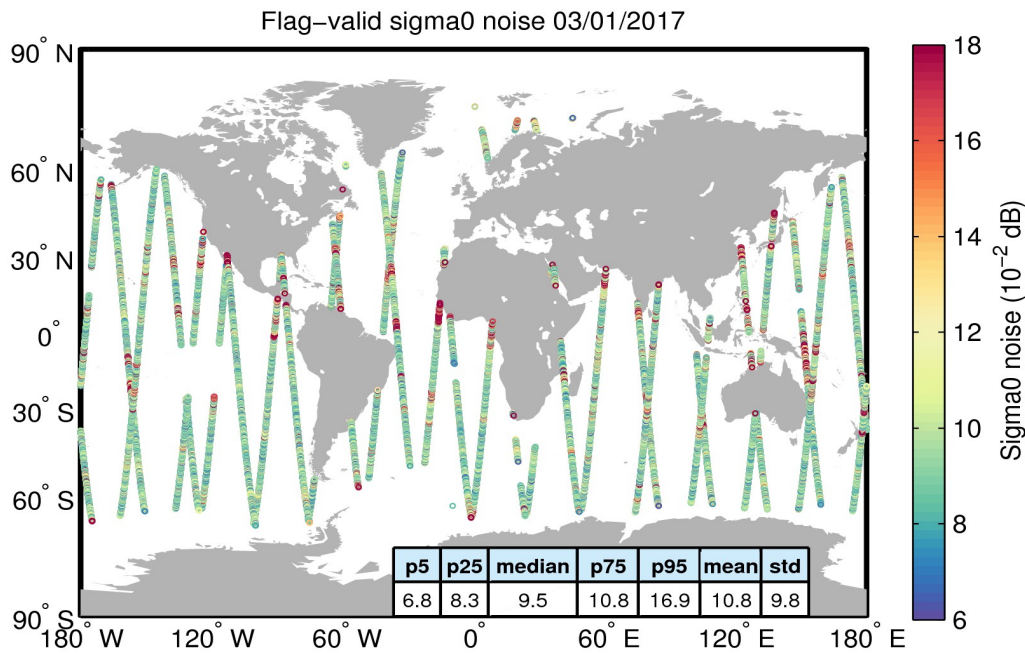 Flag−valid sigma0 noise 03/01/2017
90° N
60° N
30° N
0°
30° S
60° S
90° S
180° W
120° W
60° W
0°
60° E
120° E
180° E
p5 p25 median p75 p95 mean std
6.8 8.3 9.5 10.8 16.9 10.8 9.8
18
16
14
12
10
8
6
Sigma0 noise (10⁻² dB)